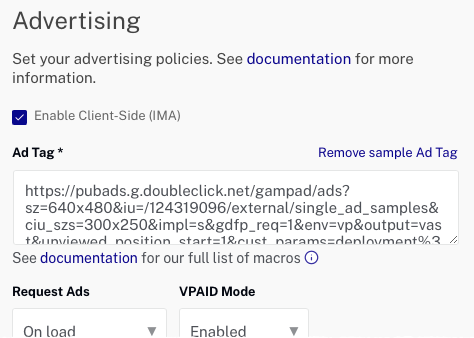 Advertising
Set your advertising policies. See documentation for more
information.
Enable Client-Side (IMA)
Ad Tag * Remove sample Ad Tag
https://pubads.g.doubleclick.net/gampad/ads?
sz=640x480&iu=/124319096/external/single_ad_samples&
ciu_szs=300x250&impl=s&gdfp_req=1&env=vp&output=vas
t&unviewed_position_start=1&cust_params=deployment%3
See documentation for our full list of macros
Request Ads VPAID Mode
On load Enabled